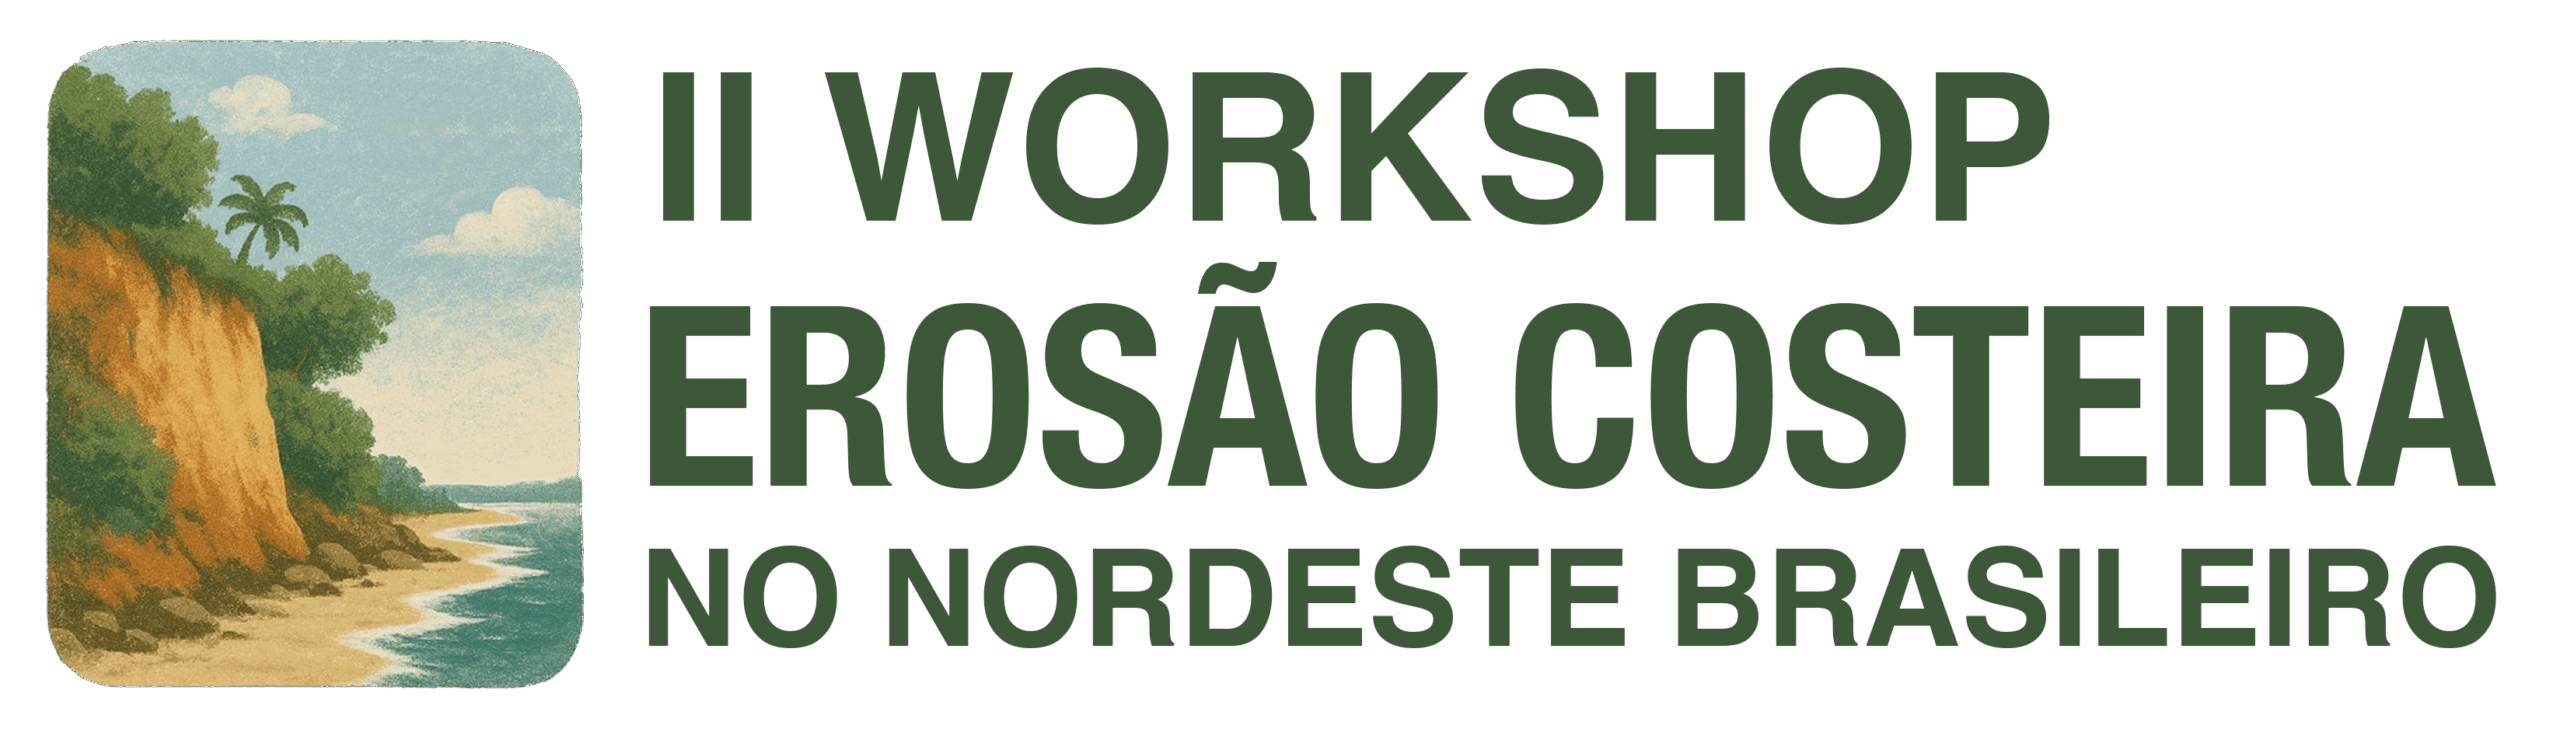 II WORKSHOP
EROSÃO COSTEIRA
NO NORDESTE BRASILEIRO